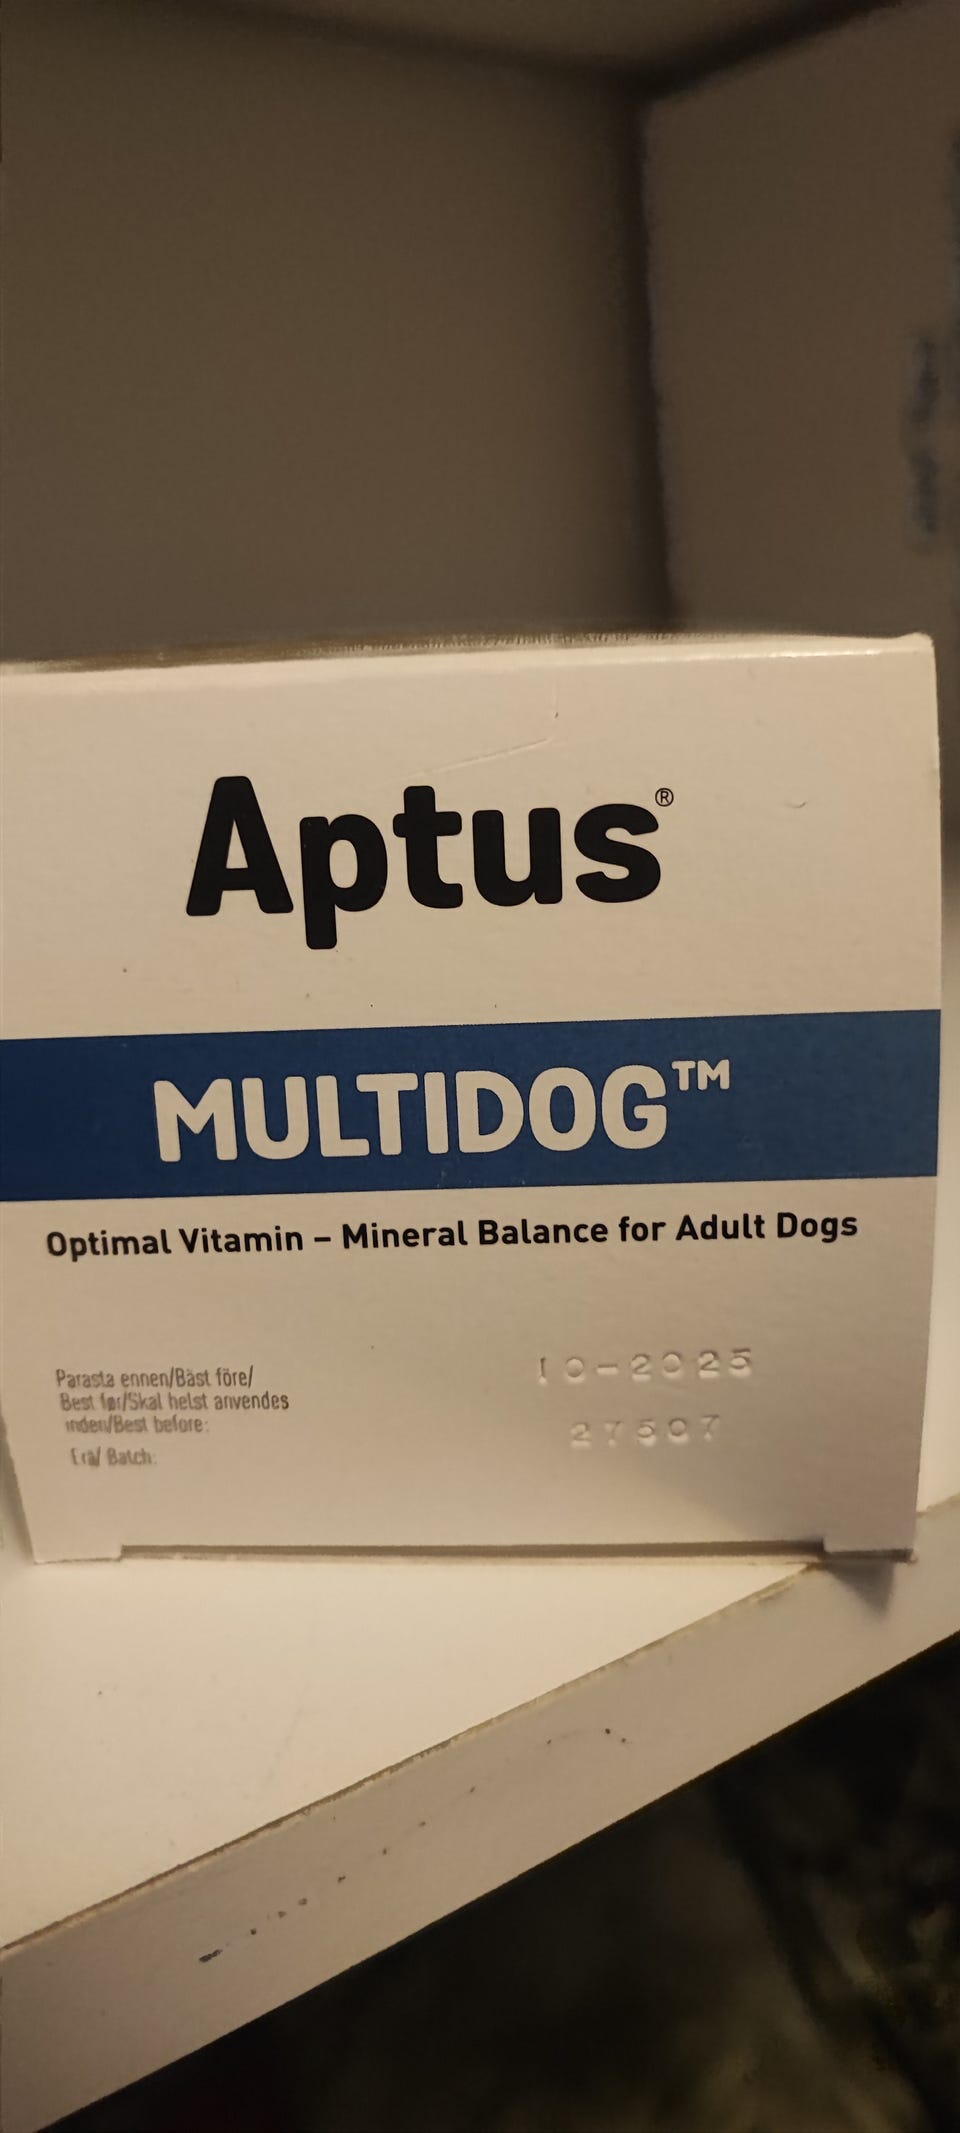 Aptus®
MULTIDOG™
Optimal Vitamin – Mineral Balance for Adult Dogs
Parasta ennen/Bäst före/
Best før/Skal helst anvendes
inden/Best before:
10-2025
Erä/ Batch:
27507